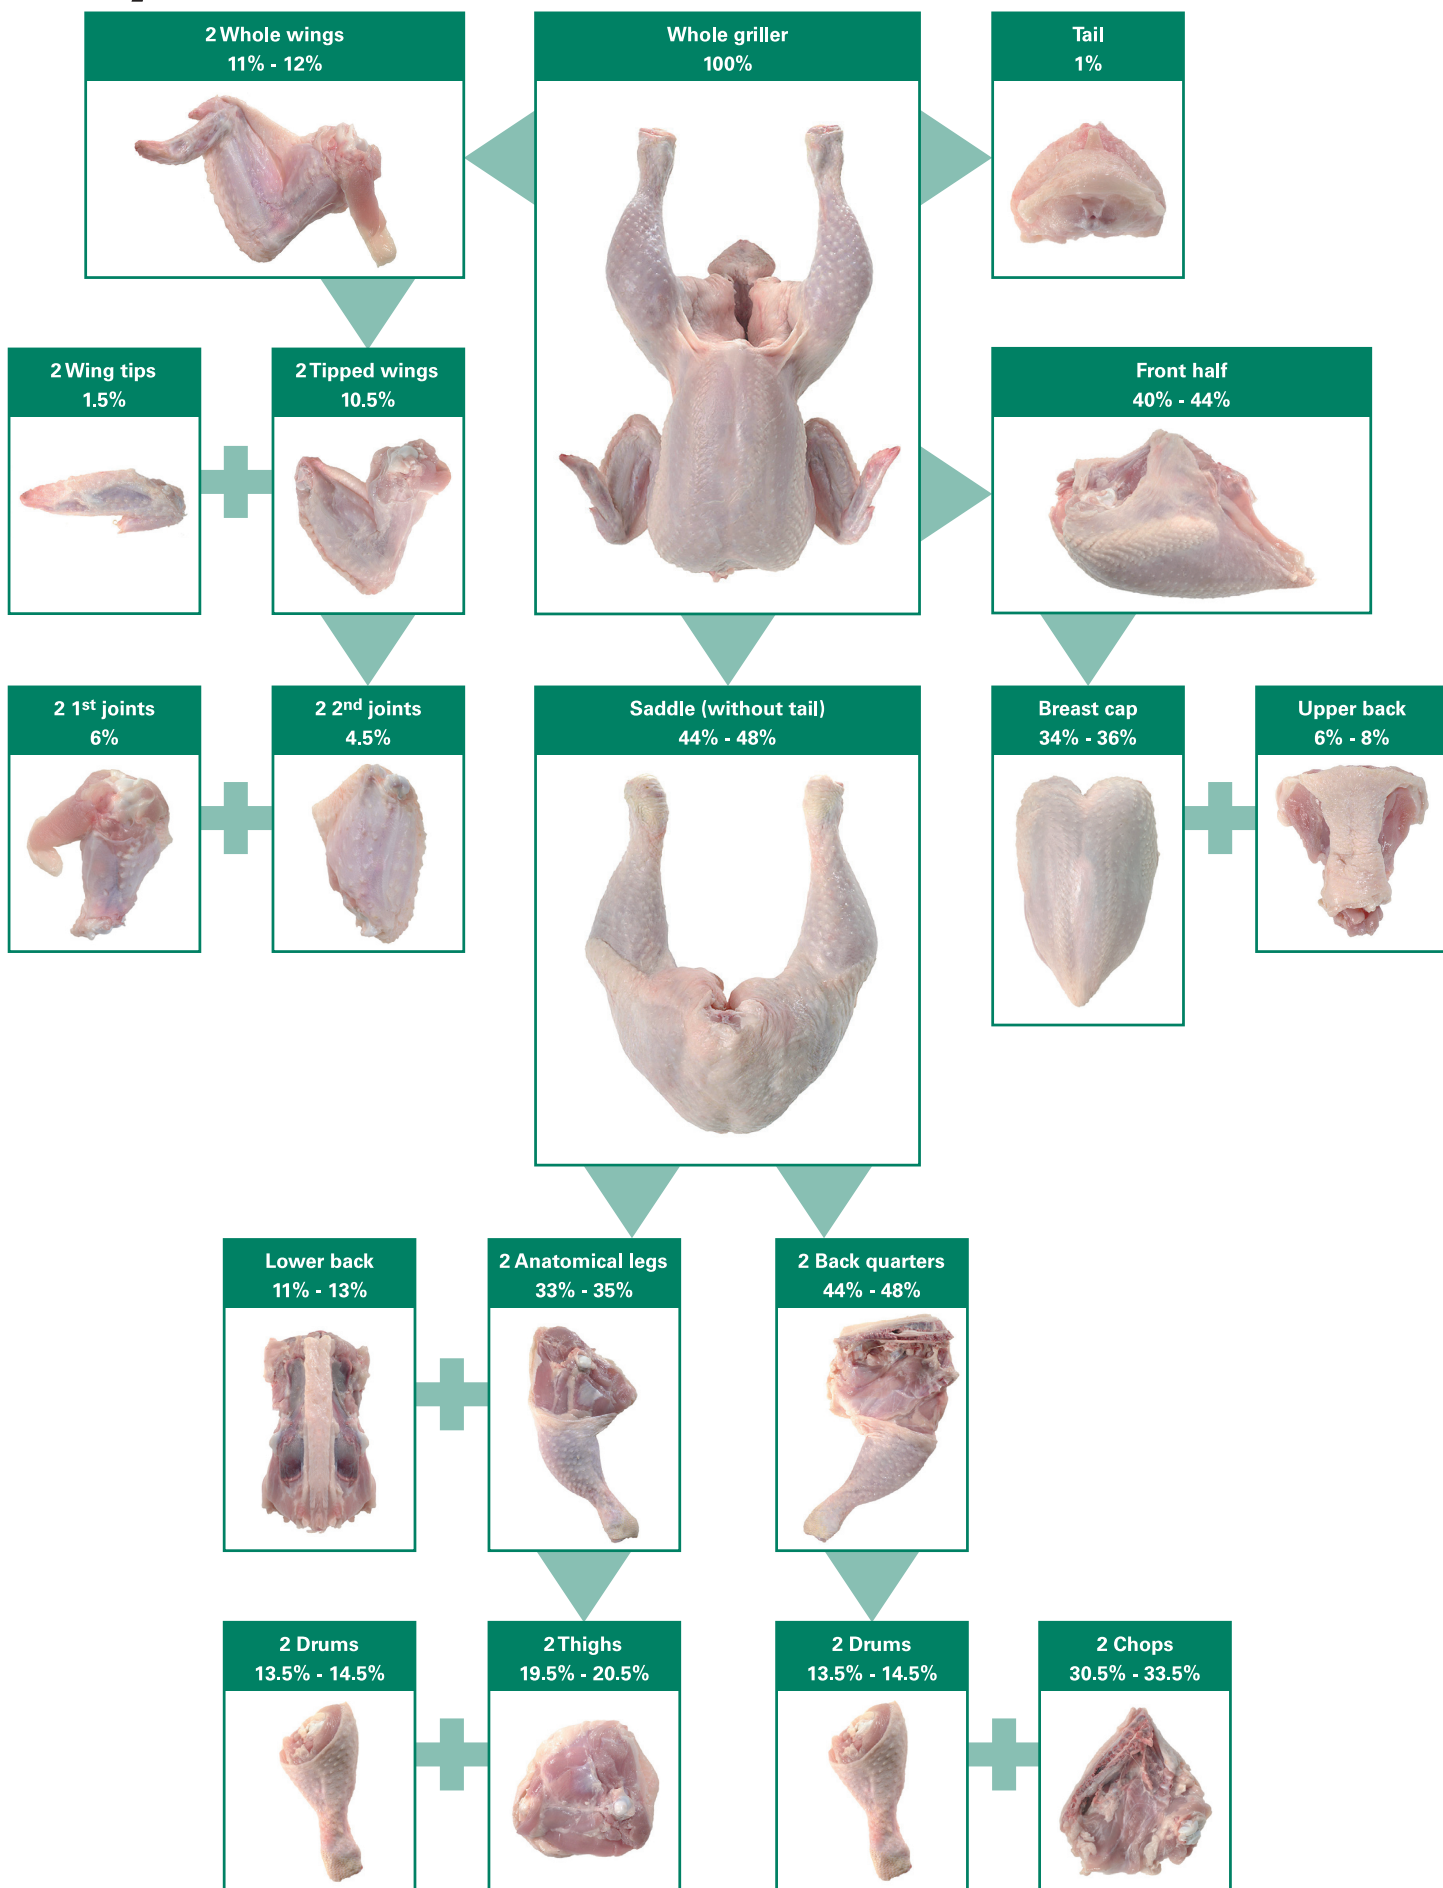 2 Whole wings
11% - 12%
Whole griller
100%
Tail
1%
2 Wing tips
1.5%
2 Tipped wings
10.5%
Front half
40% - 44%
2 1st joints
6%
2 2nd joints
4.5%
Saddle (without tail)
44% - 48%
Breast cap
34% - 36%
Upper back
6% - 8%
Lower back
11% - 13%
2 Anatomical legs
33% - 35%
2 Back quarters
44% - 48%
2 Drums
13.5% - 14.5%
2 Thighs
19.5% - 20.5%
2 Drums
13.5% - 14.5%
2 Chops
30.5% - 33.5%